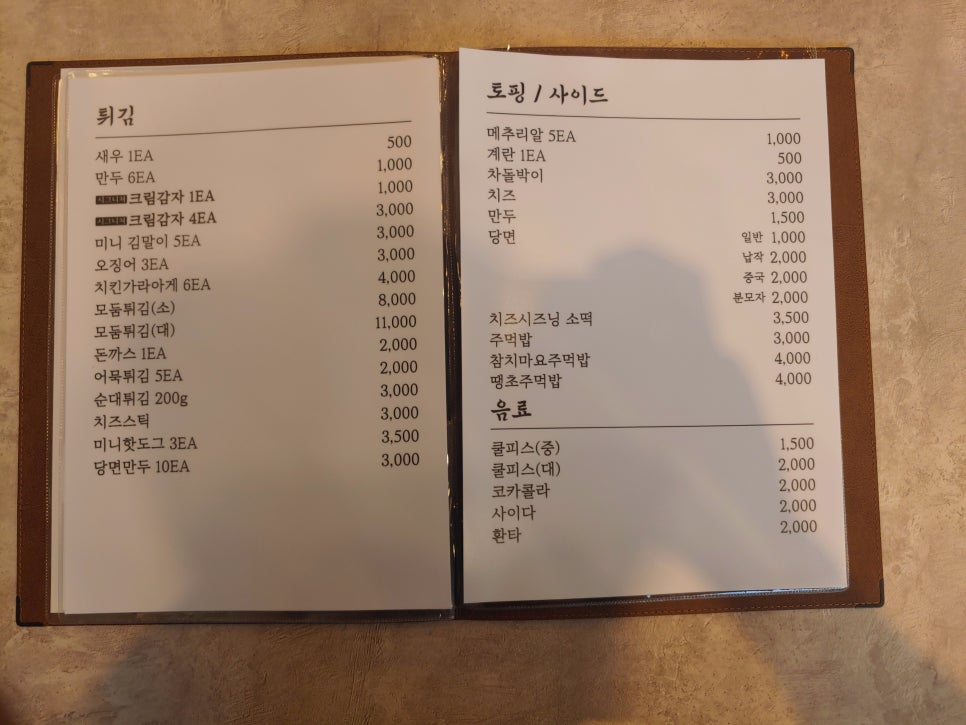 튀김
새우 1EA 500
만두 6EA 1,000
시그니처 크림감자 1EA 1,000
시그니처 크림감자 4EA 3,000
미니 김말이 5EA 3,000
오징어 3EA 3,000
치킨가라아게 6EA 4,000
모둠튀김(소) 8,000
모둠튀김(대) 11,000
돈까스 1EA 2,000
어묵튀김 5EA 2,000
순대튀김 200g 3,000
치즈스틱 3,000
미니핫도그 3EA 3,500
당면만두 10EA 3,000
토핑 / 사이드
메추리알 5EA 1,000
계란 1EA 500
차돌박이 3,000
치즈 3,000
만두 1,500
당면 일반 1,000
납작 2,000
중국 2,000
분모자 2,000
치즈시즈닝 소떡 3,500
주먹밥 3,000
참치마요주먹밥 4,000
땡초주먹밥 4,000
음료
쿨피스(중) 1,500
쿨피스(대) 2,000
코카콜라 2,000
사이다 2,000
환타 2,000